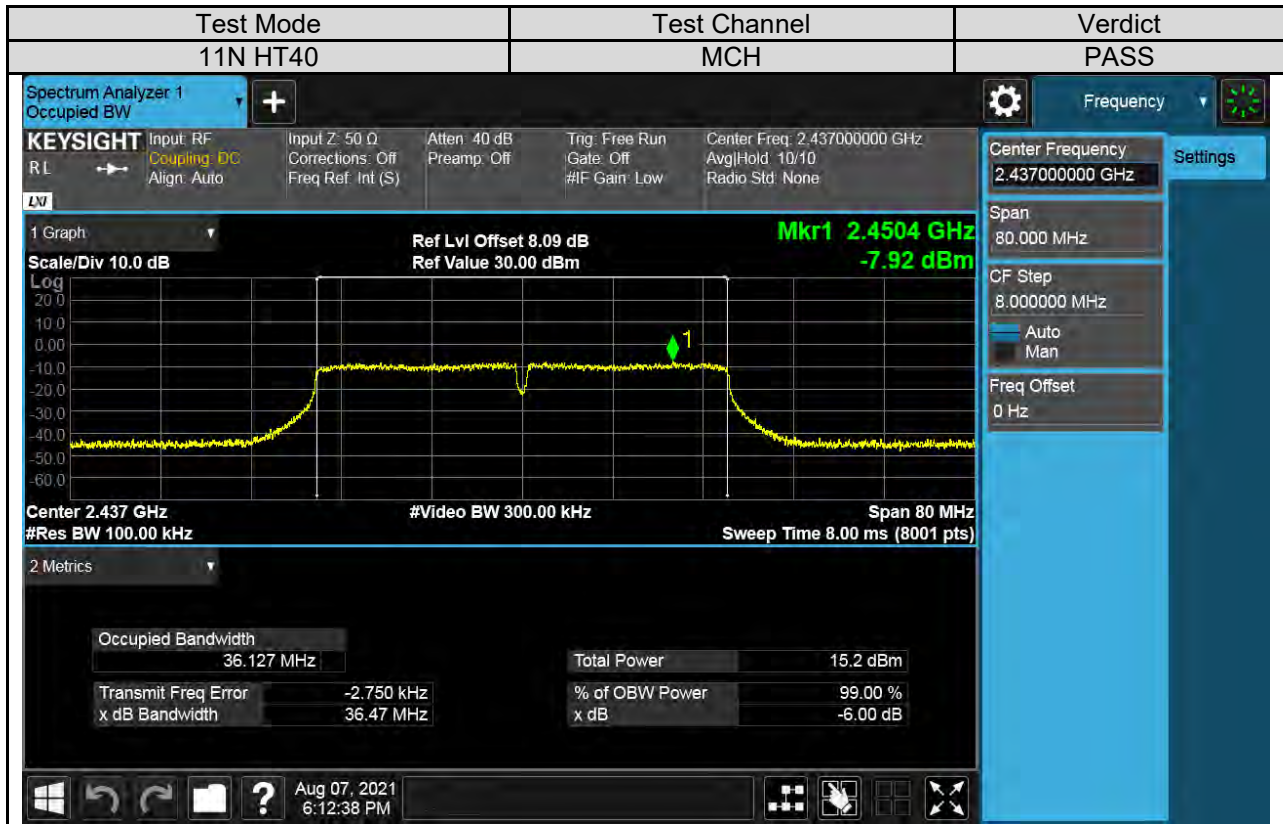 Test Mode Test Channel Verdict
11N HT40 MCH PASS
Spectrum Analyzer 1
Occupied BW
+
Frequency
KEYSIGHT
RL
LXI
Input: RF
Coupling: DC
Align: Auto
Input Z: 50 Ω
Corrections: Off
Freq Ref: Int (S)
Atten: 40 dB
Preamp: Off
Trig: Free Run
Gate: Off
#IF Gain: Low
Center Freq: 2.437000000 GHz
Avg|Hold: 10/10
Radio Std: None
Center Frequency
2.437000000 GHz
Settings
Span
80.000 MHz
CF Step
8.000000 MHz
Auto
Man
Freq Offset
0 Hz
1 Graph
Scale/Div 10.0 dB
Ref Lvl Offset 8.09 dB
Ref Value 30.00 dBm
Mkr1 2.4504 GHz
-7.92 dBm
Log
20.0
10.0
0.00
-10.0
-20.0
-30.0
-40.0
-50.0
-60.0
1
Center 2.437 GHz #Video BW 300.00 kHz Span 80 MHz
#Res BW 100.00 kHz Sweep Time 8.00 ms (8001 pts)
2 Metrics
Occupied Bandwidth
36.127 MHz
Total Power 15.2 dBm
Transmit Freq Error -2.750 kHz % of OBW Power 99.00 %
x dB Bandwidth 36.47 MHz x dB -6.00 dB
?
Aug 07, 2021
6:12:38 PM